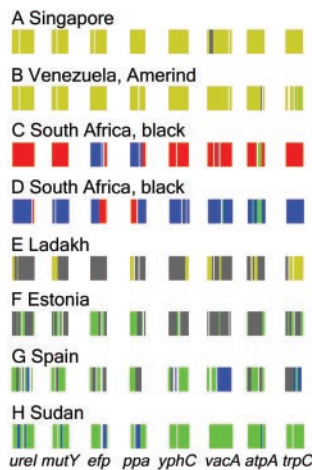 A Singapore
B Venezuela, Amerind
C South Africa, black
D South Africa, black
E Ladakh
F Estonia
G Spain
H Sudan
ureI mutY efp ppa yphC vacA atpA trpC